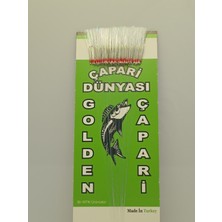 ÇAPARİ
DÜNYASI
GOLDEN
ÇAPARİ
Made In Turkey